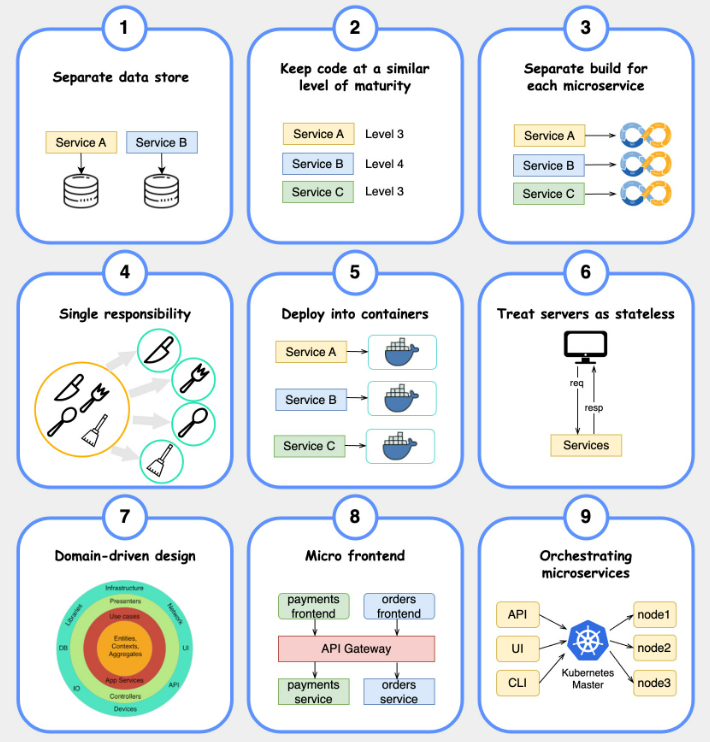 1
Separate data store
Service A
Service B
2
Keep code at a similar
level of maturity
Service A Level 3
Service B Level 4
Service C Level 3
3
Separate build for
each microservice
Service A
Service B
Service C
4
Single responsibility
5
Deploy into containers
Service A
Service B
Service C
6
Treat servers as stateless
req
resp
Services
7
Domain-driven design
Infrastructure
Presenters
Use cases
Entities,
Contexts,
Aggregates
App Services
Controllers
Devices
Libraries
DB
IO
Network
UI
API
8
Micro frontend
payments
frontend
orders
frontend
API Gateway
payments
service
orders
service
9
Orchestrating
microservices
API
UI
CLI
Kubernetes
Master
node1
node2
node3